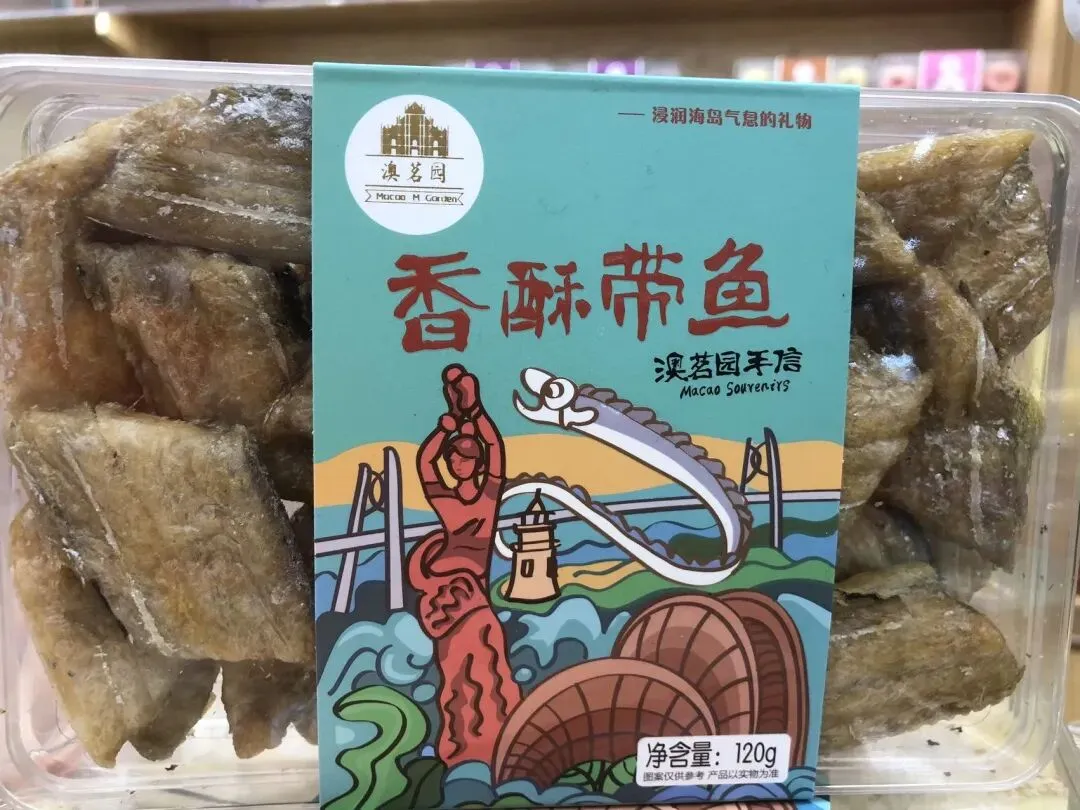 —— 浸润海岛气息的礼物
澳茗园
Macao M Garden
香酥带鱼
澳茗园手信
Macao Souvenirs
净含量：120g
图案仅供参考 产品以实物为准